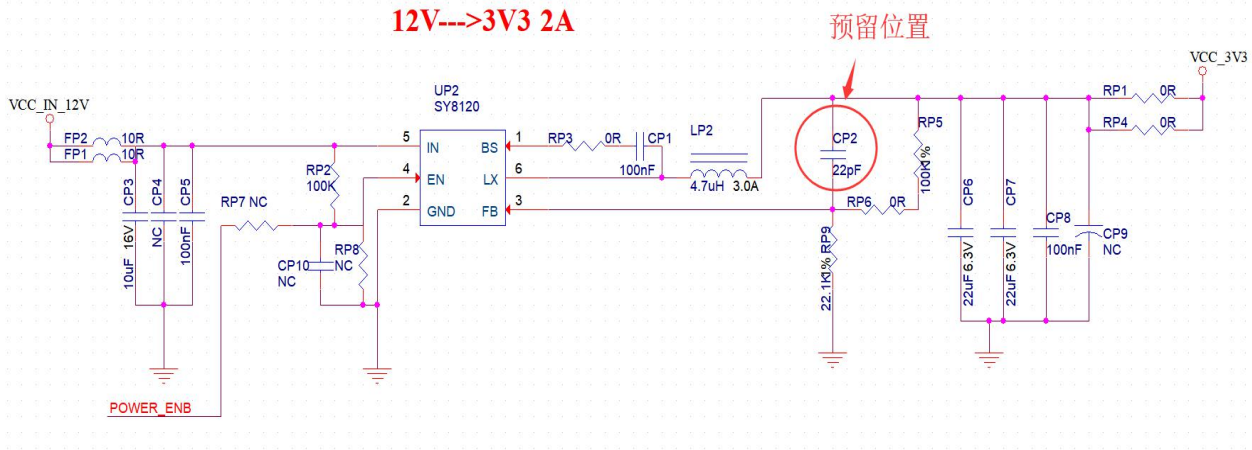 12V--->3V3 2A
预留位置
VCC_3V3
VCC_IN_12V
UP2
SY8120
FP2 10R
FP1 10R
RP2
100K
RP7 NC
CP3
10uF 16V
CP4
NC
CP5
100nF
CP10
NC
RP8
NC
5 IN
4 EN
2 GND
BS 1
LX 6
FB 3
RP3 0R
CP1
100nF
LP2
4.7uH 3.0A
CP2
22pF
RP5
100K1%
RP6 0R
RP9
22.1K1%
CP6
22uF 6.3V
CP7
22uF 6.3V
CP8
100nF
CP9
NC
RP1 0R
RP4 0R
POWER_ENB